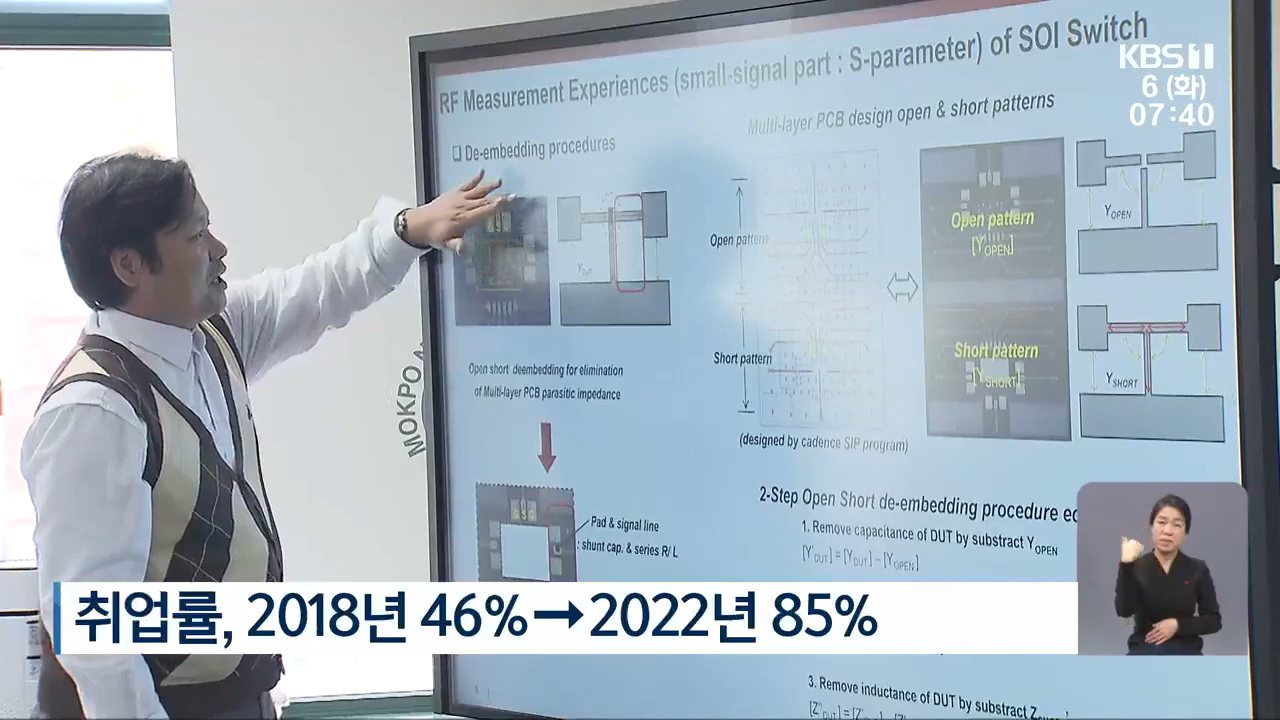 KBS 1
6 (화)
07:40
RF Measurement Experiences (small-signal part : S-parameter) of SOI Switch
❑ De-embedding procedures
Multi-layer PCB design open & short patterns
Open pattern
Short pattern
Open pattern
[Y_OPEN]
Short pattern
[Y_SHORT]
Y_OPEN
Y_SHORT
Y_DUT
Open short deembedding for elimination
of Multi-layer PCB parasitic impedance
(designed by cadence SIP program)
Pad & signal line
: shunt cap. & series R/ L
2-Step Open Short de-embedding procedure
1. Remove capacitance of DUT by substract Y_OPEN
[Y'_DUT] = [Y_DUT] − [Y_OPEN]
3. Remove inductance of DUT by substract
MOKPO
취업률, 2018년 46%→2022년 85%